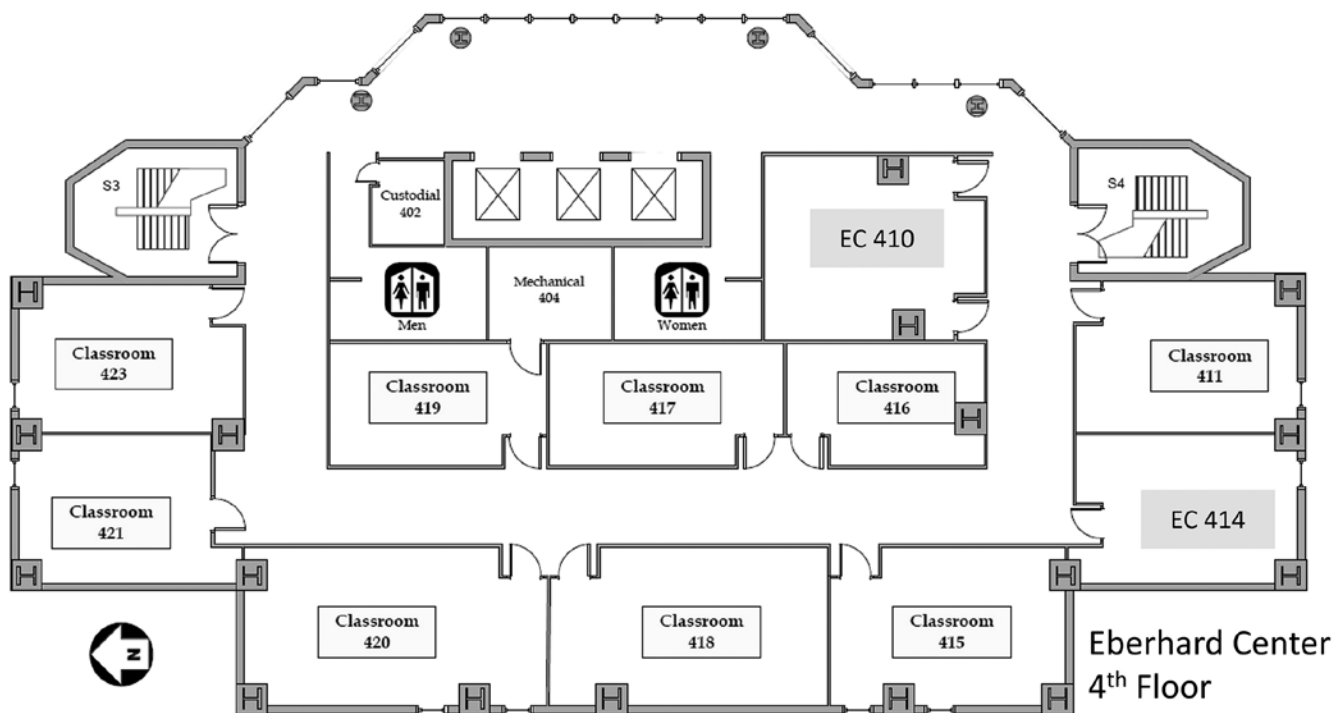 S3
Custodial
402
S4
EC 410
Mechanical
404
Men
Women
Classroom
423
Classroom
419
Classroom
417
Classroom
416
Classroom
411
Classroom
421
EC 414
Classroom
420
Classroom
418
Classroom
415
N
Eberhard Center
4th Floor